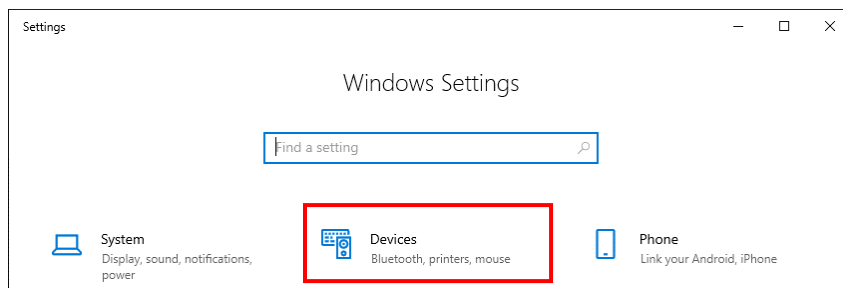 Settings
Windows Settings
Find a setting
System
Display, sound, notifications,
power
Devices
Bluetooth, printers, mouse
Phone
Link your Android, iPhone